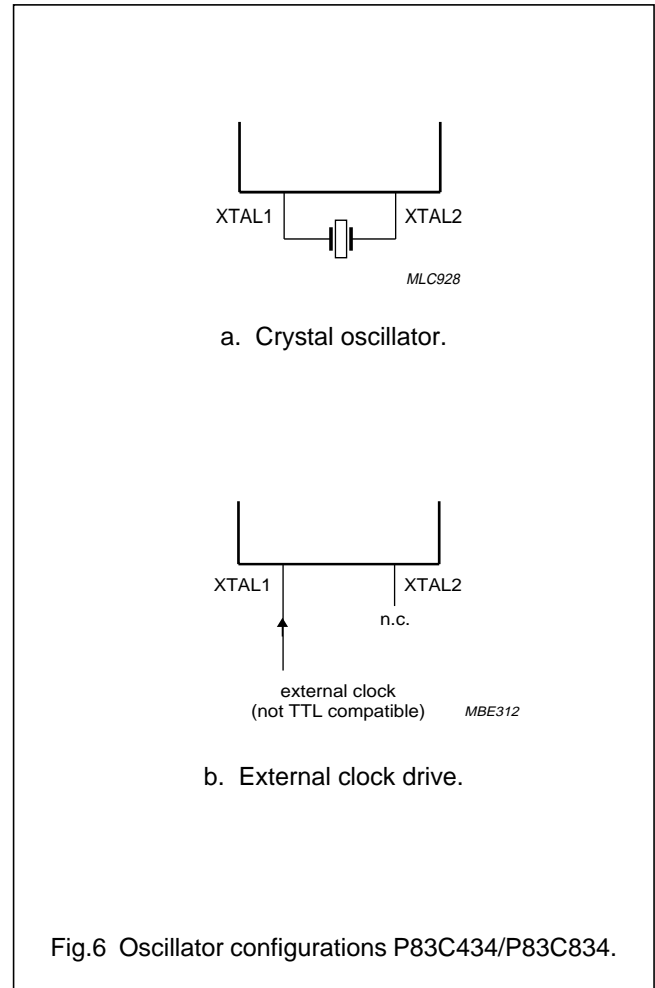 XTAL1 XTAL2
MLC928
a. Crystal oscillator.
XTAL1 XTAL2
n.c.
external clock
(not TTL compatible) MBE312
b. External clock drive.
Fig.6 Oscillator configurations P83C434/P83C834.